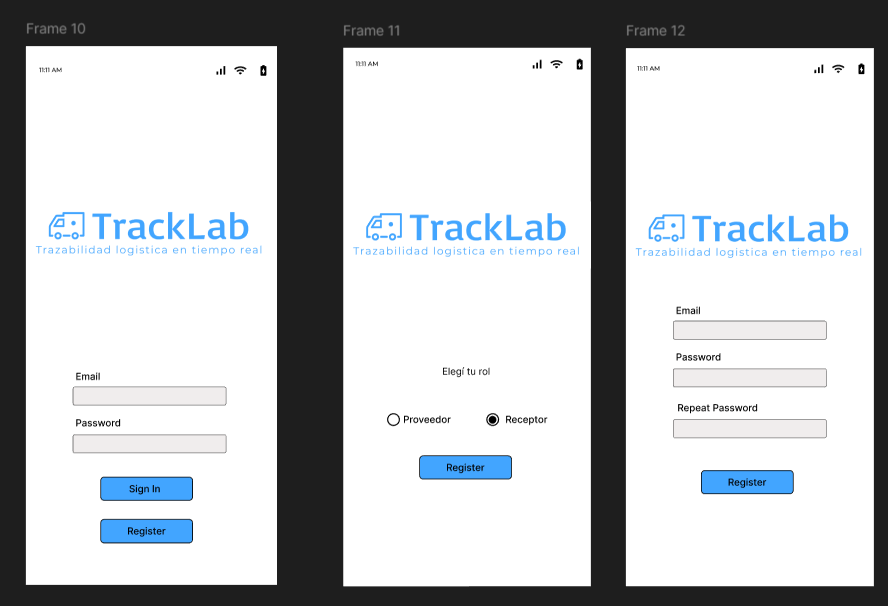 Frame 10
11:11 AM
TrackLab
Trazabilidad logistica en tiempo real
Email
Password
Sign In
Register
Frame 11
11:11 AM
TrackLab
Trazabilidad logistica en tiempo real
Elegí tu rol
Proveedor
Receptor
Register
Frame 12
11:11 AM
TrackLab
Trazabilidad logistica en tiempo real
Email
Password
Repeat Password
Register